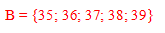 B = {35; 36; 37; 38; 39}